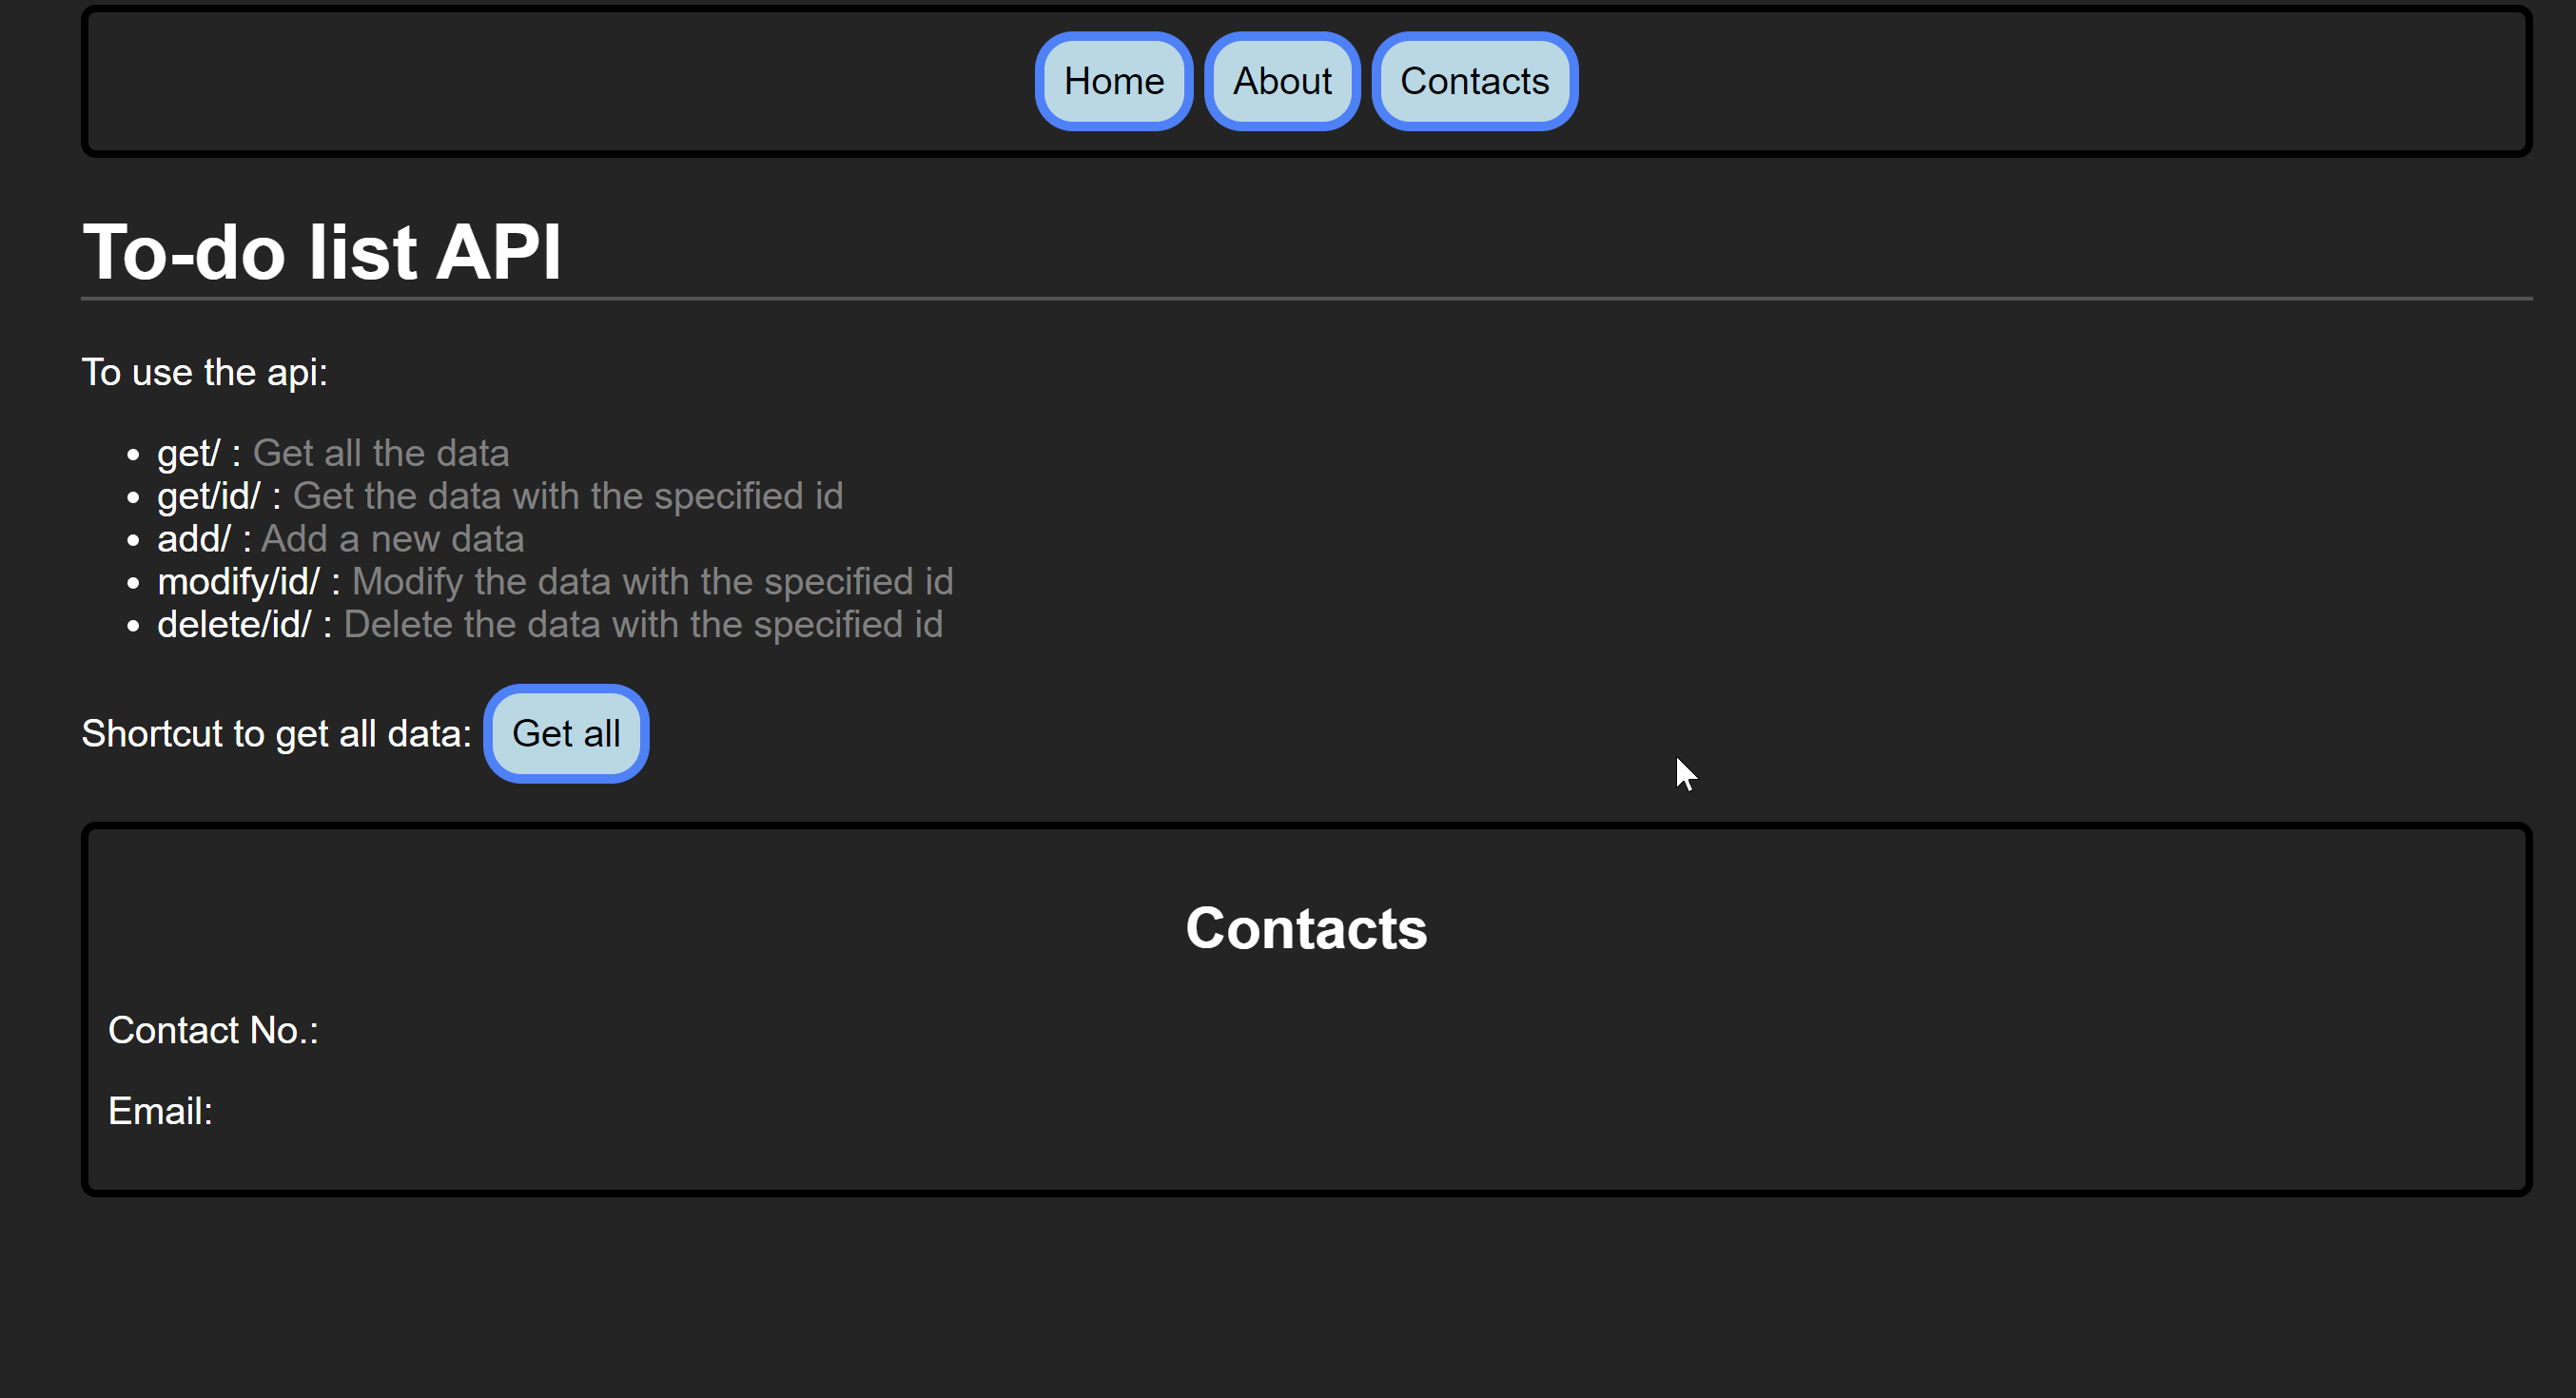 Home About Contacts
To-do list API
To use the api:
get/ : Get all the data
get/id/ : Get the data with the specified id
add/ : Add a new data
modify/id/ : Modify the data with the specified id
delete/id/ : Delete the data with the specified id
Shortcut to get all data: Get all
Contacts
Contact No.:
Email: